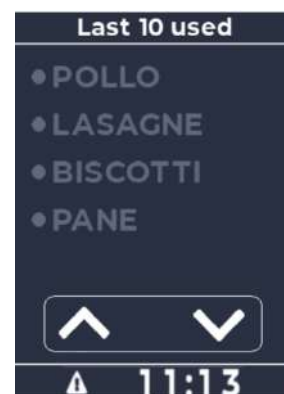 Last 10 used
POLLO
LASAGNE
BISCOTTI
PANE
11:13